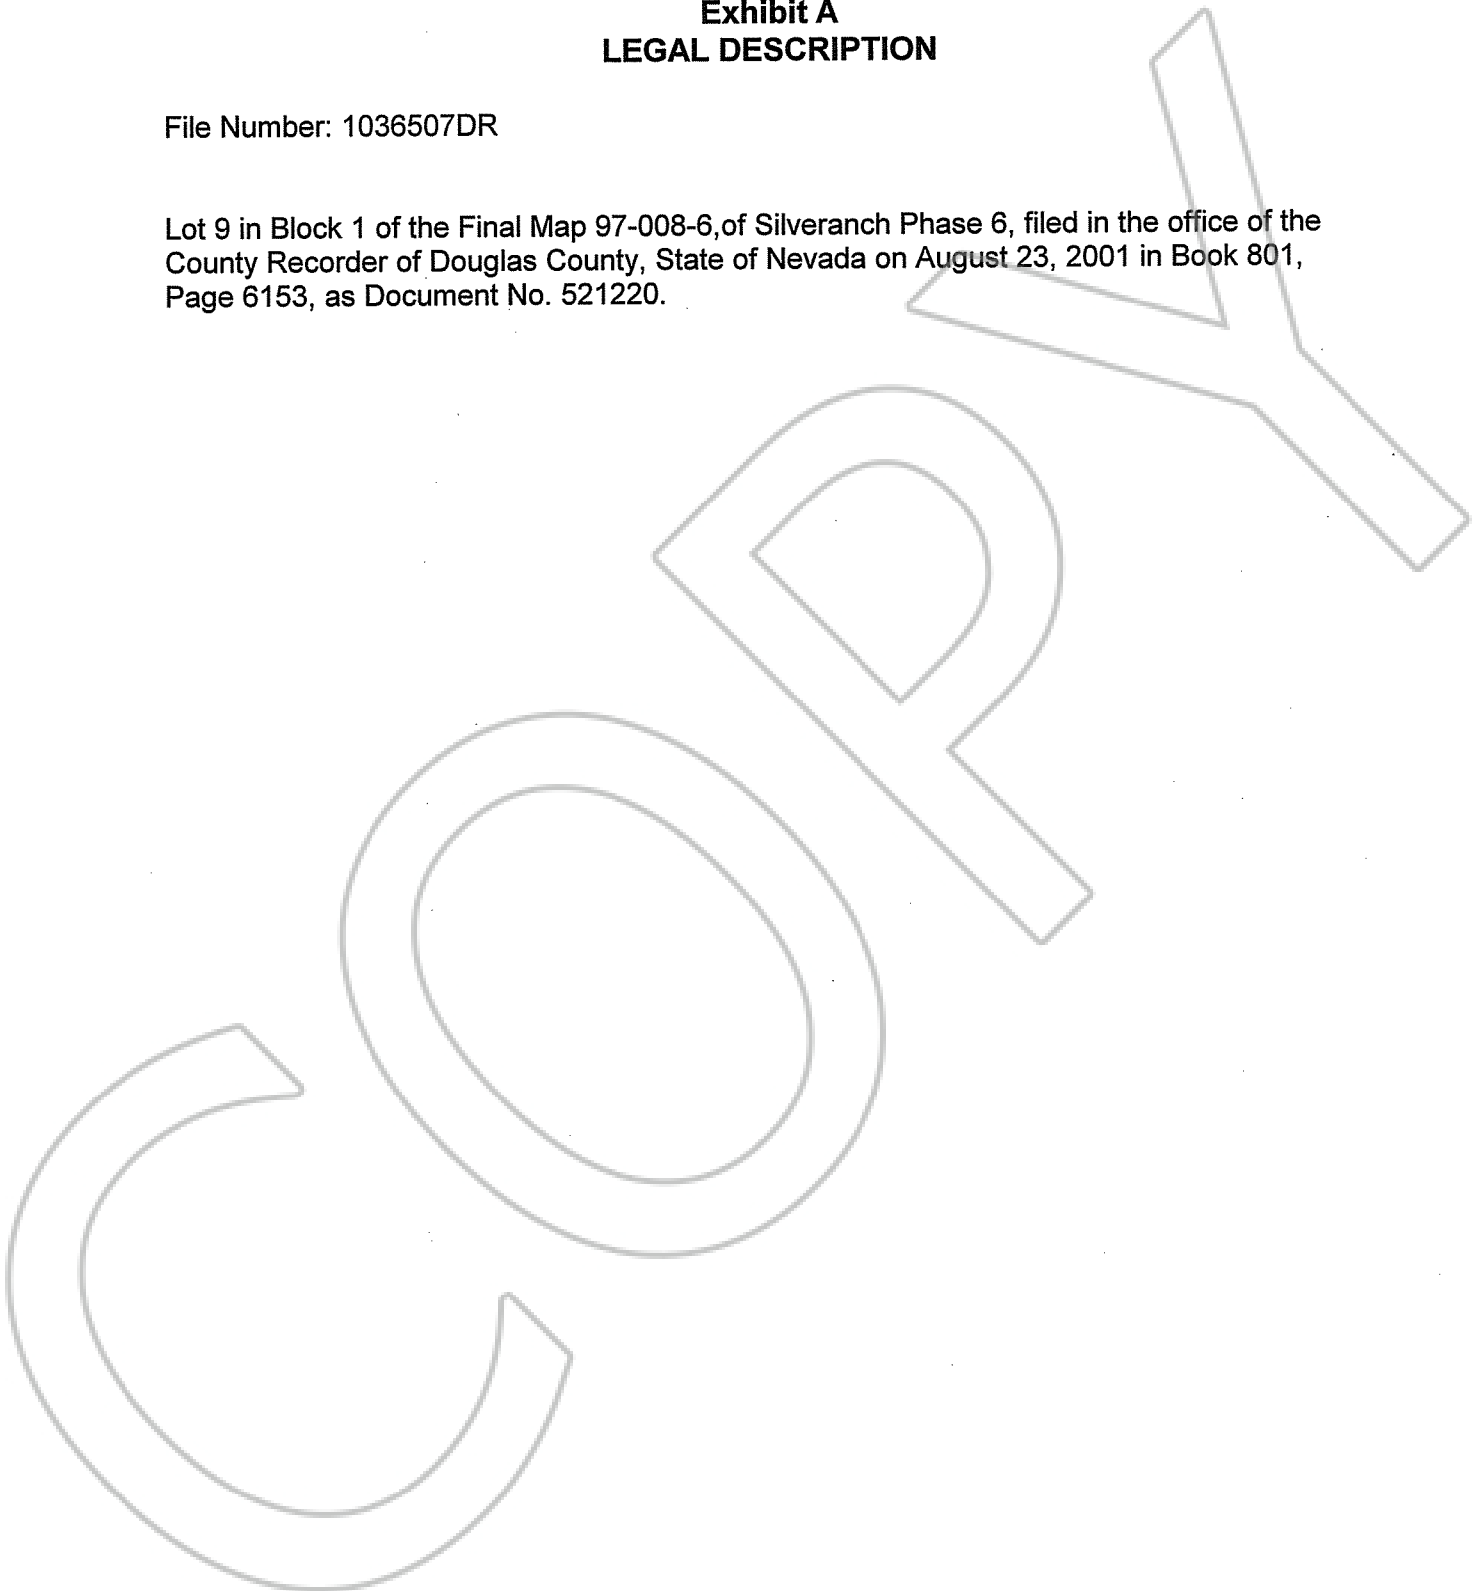 Exhibit A
LEGAL DESCRIPTION
File Number: 1036507DR
Lot 9 in Block 1 of the Final Map 97-008-6,of Silveranch Phase 6, filed in the office of the
County Recorder of Douglas County, State of Nevada on August 23, 2001 in Book 801,
Page 6153, as Document No. 521220.
COPY